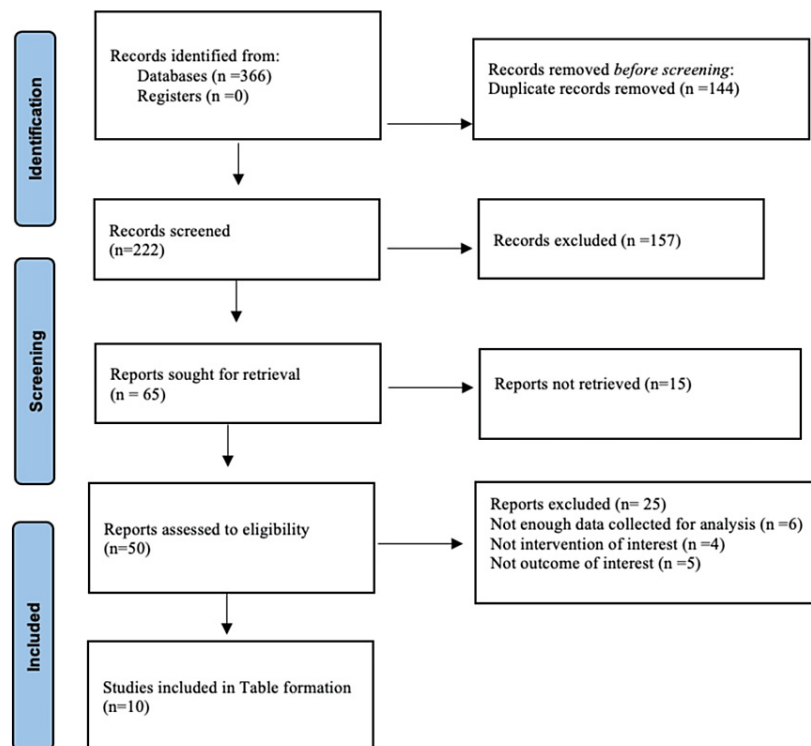 Identification
Records identified from:
Databases (n =366)
Registers (n =0)
Records removed before screening:
Duplicate records removed (n =144)
Records screened
(n=222)
Records excluded (n =157)
Screening
Reports sought for retrieval
(n = 65)
Reports not retrieved (n=15)
Reports assessed to eligibility
(n=50)
Reports excluded (n= 25)
Not enough data collected for analysis (n =6)
Not intervention of interest (n =4)
Not outcome of interest (n =5)
Included
Studies included in Table formation
(n=10)